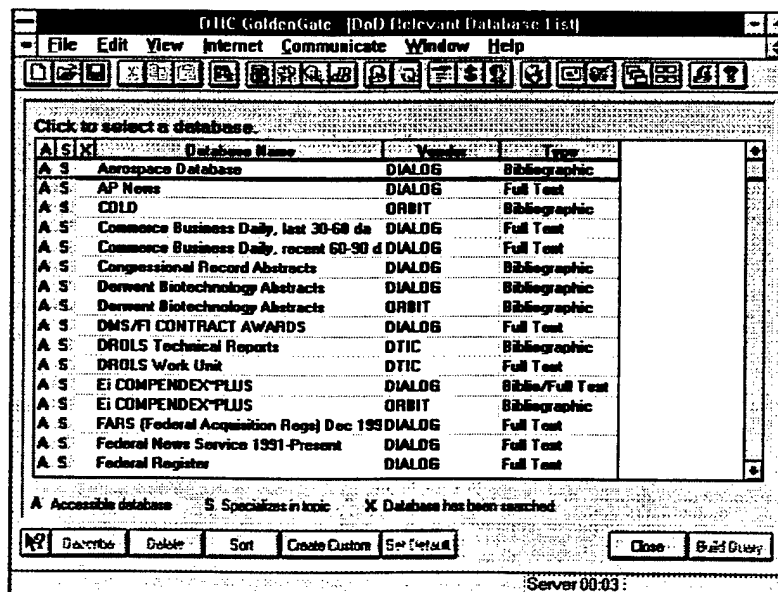 DTIC GoldenGate - [DoD Relevant Database List]
File Edit View Internet Communicate Window Help
Click to select a database.
A S X Database Name Vendor Type
A S Aerospace Database DIALOG Bibliographic
A S AP News DIALOG Full Text
A S COLD ORBIT Bibliographic
A S Commerce Business Daily, last 30-60 da DIALOG Full Text
A S Commerce Business Daily, recent 60-90 d DIALOG Full Text
A S Congressional Record Abstracts DIALOG Bibliographic
A S Derwent Biotechnology Abstracts DIALOG Bibliographic
A S Derwent Biotechnology Abstracts ORBIT Bibliographic
A S DMS/FI CONTRACT AWARDS DIALOG Full Text
A S DROLS Technical Reports DTIC Bibliographic
A S DROLS Work Unit DTIC Full Text
A S Ei COMPENDEX*PLUS DIALOG Biblio/Full Text
A S Ei COMPENDEX*PLUS ORBIT Bibliographic
A S FARS (Federal Acquisition Regs) Dec 199 DIALOG Full Text
A S Federal News Service 1991-Present DIALOG Full Text
A S Federal Register DIALOG Full Text
A Accessible database S Specializes in topic X Database has been searched
Describe Delete Sort Create Custom Set Default Close Build Query
Server 00:03